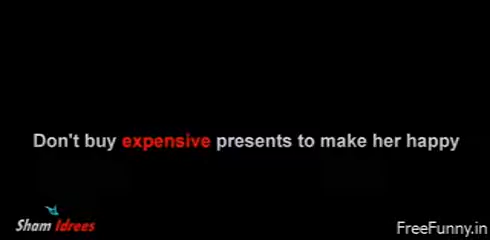 Don't buy expensive presents to make her happy
Sham Idrees
FreeFunny.in